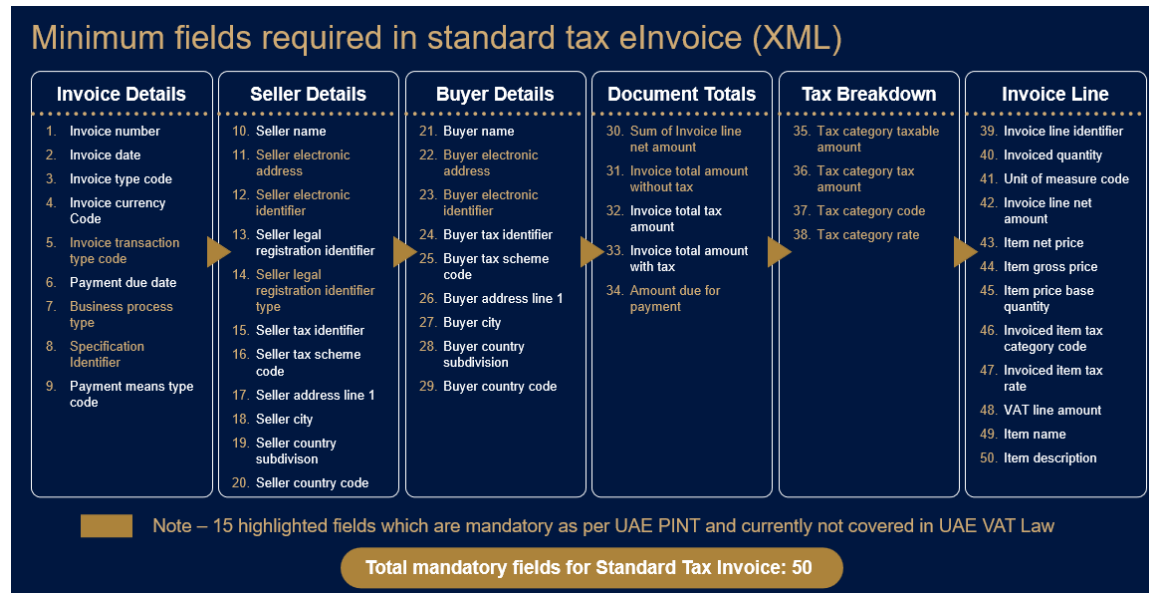 Minimum fields required in standard tax eInvoice (XML)
Invoice Details
1. Invoice number
2. Invoice date
3. Invoice type code
4. Invoice currency
Code
5. Invoice transaction
type code
6. Payment due date
7. Business process
type
8. Specification
Identifier
9. Payment means type
code
Seller Details
10. Seller name
11. Seller electronic
address
12. Seller electronic
identifier
13. Seller legal
registration identifier
14. Seller legal
registration identifier
type
15. Seller tax identifier
16. Seller tax scheme
code
17. Seller address line 1
18. Seller city
19. Seller country
subdivison
20. Seller country code
Buyer Details
21. Buyer name
22. Buyer electronic
address
23. Buyer electronic
identifier
24. Buyer tax identifier
25. Buyer tax scheme
code
26. Buyer address line 1
27. Buyer city
28. Buyer country
subdivision
29. Buyer country code
Document Totals
30. Sum of Invoice line
net amount
31. Invoice total amount
without tax
32. Invoice total tax
amount
33. Invoice total amount
with tax
34. Amount due for
payment
Tax Breakdown
35. Tax category taxable
amount
36. Tax category tax
amount
37. Tax category code
38. Tax category rate
Invoice Line
39. Invoice line identifier
40. Invoiced quantity
41. Unit of measure code
42. Invoice line net
amount
43. Item net price
44. Item gross price
45. Item price base
quantity
46. Invoiced item tax
category code
47. Invoiced item tax
rate
48. VAT line amount
49. Item name
50. Item description
Note – 15 highlighted fields which are mandatory as per UAE PINT and currently not covered in UAE VAT Law
Total mandatory fields for Standard Tax Invoice: 50